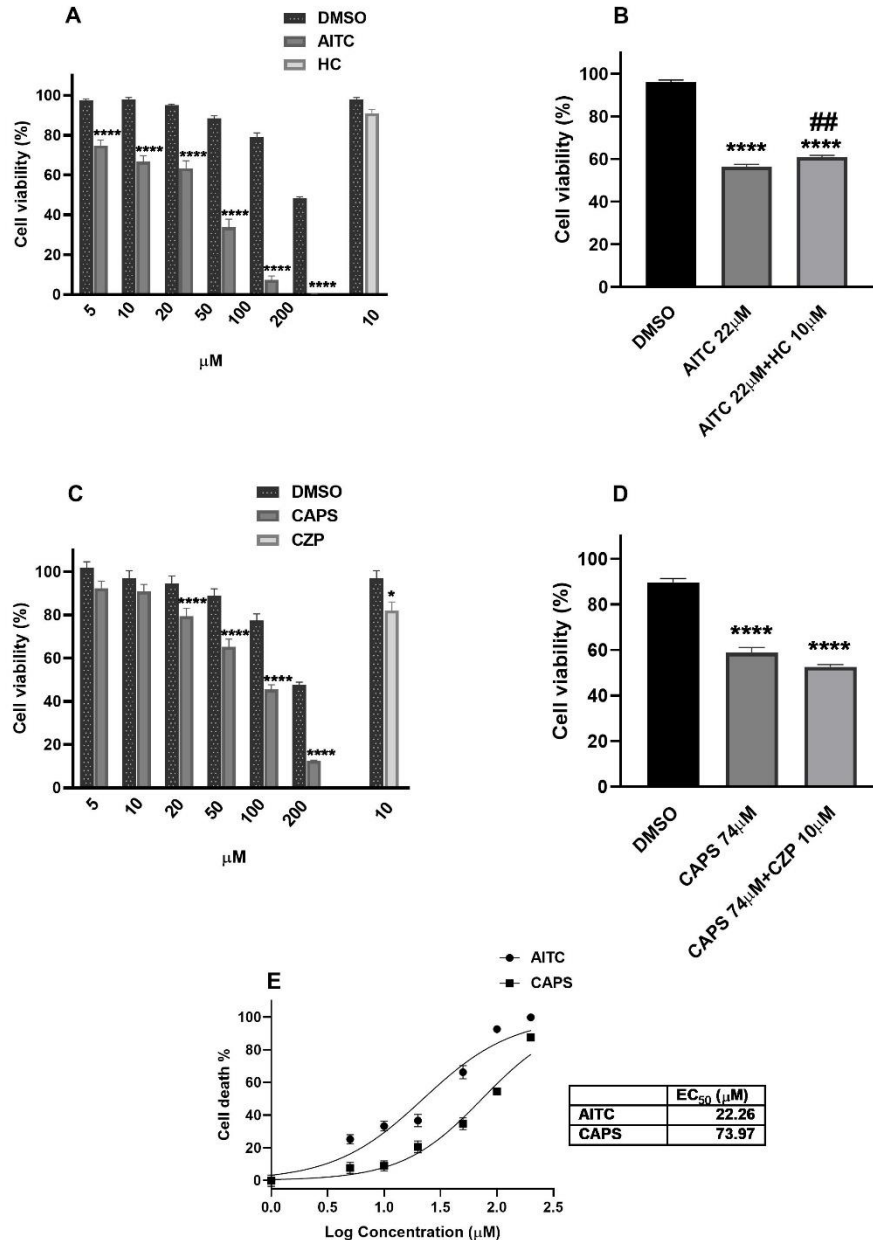 A
DMSO
AITC
HC
Cell viability (%)
100
80
60
40
20
0
****
****
****
****
****
****
5
10
20
50
100
200
10
μM
B
Cell viability (%)
100
80
60
40
20
0
****
##
****
DMSO
AITC 22μM
AITC 22μM+HC 10μM
C
DMSO
CAPS
CZP
Cell viability (%)
100
80
60
40
20
0
****
****
****
****
*
5
10
20
50
100
200
10
μM
D
Cell viability (%)
100
80
60
40
20
0
****
****
DMSO
CAPS 74μM
CAPS 74μM+CZP 10μM
E
AITC
CAPS
Cell death %
100
80
60
40
20
0
0.0 0.5 1.0 1.5 2.0 2.5
Log Concentration (μM)
EC50 (μM)
AITC 22.26
CAPS 73.97